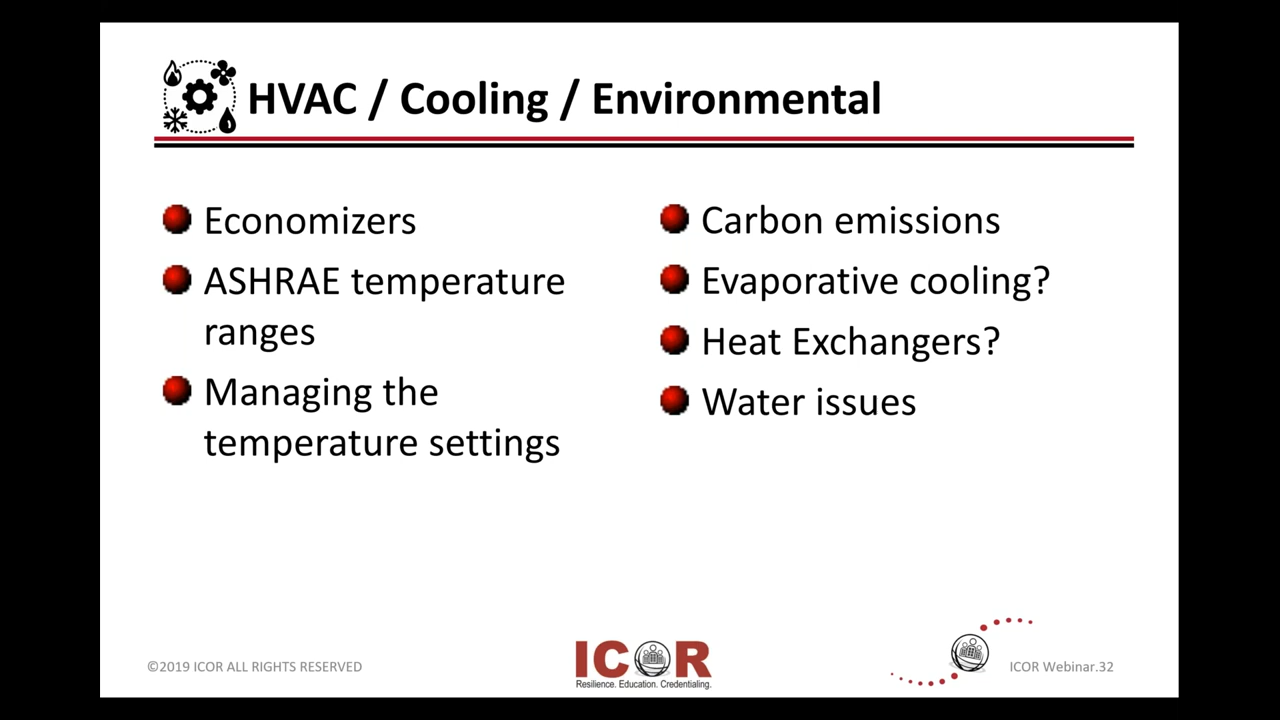 HVAC / Cooling / Environmental
Economizers
ASHRAE temperature
ranges
Managing the
temperature settings
Carbon emissions
Evaporative cooling?
Heat Exchangers?
Water issues
©2019 ICOR ALL RIGHTS RESERVED
ICOR
Resilience. Education. Credentialing.
ICOR Webinar.32